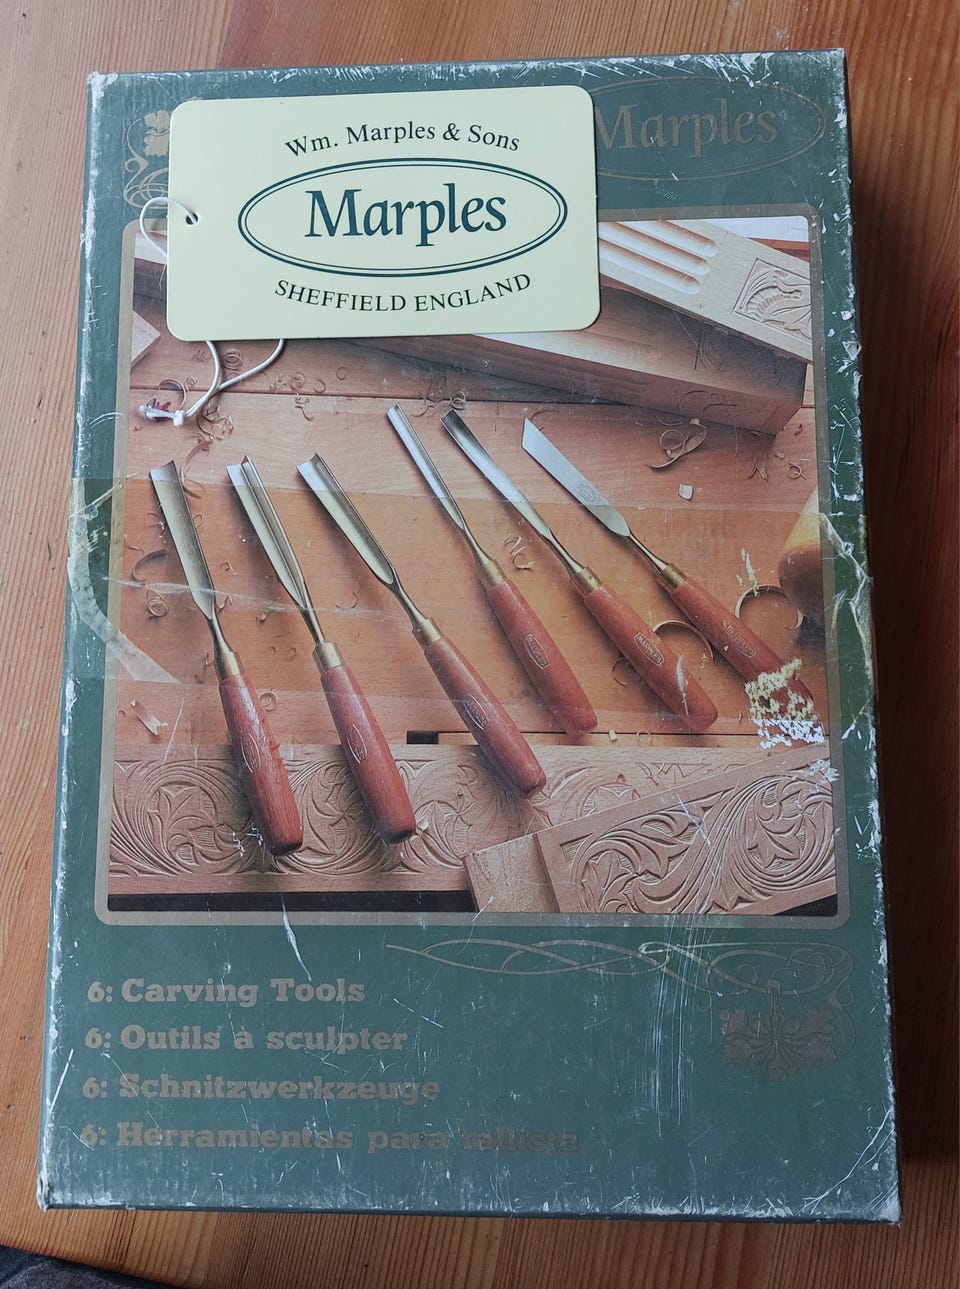 Wm. Marples & Sons
Marples
SHEFFIELD ENGLAND
Marples
MARPLES
6: Carving Tools
6: Outils à sculpter
6: Schnitzwerkzeuge
6: Herramientas para tallista